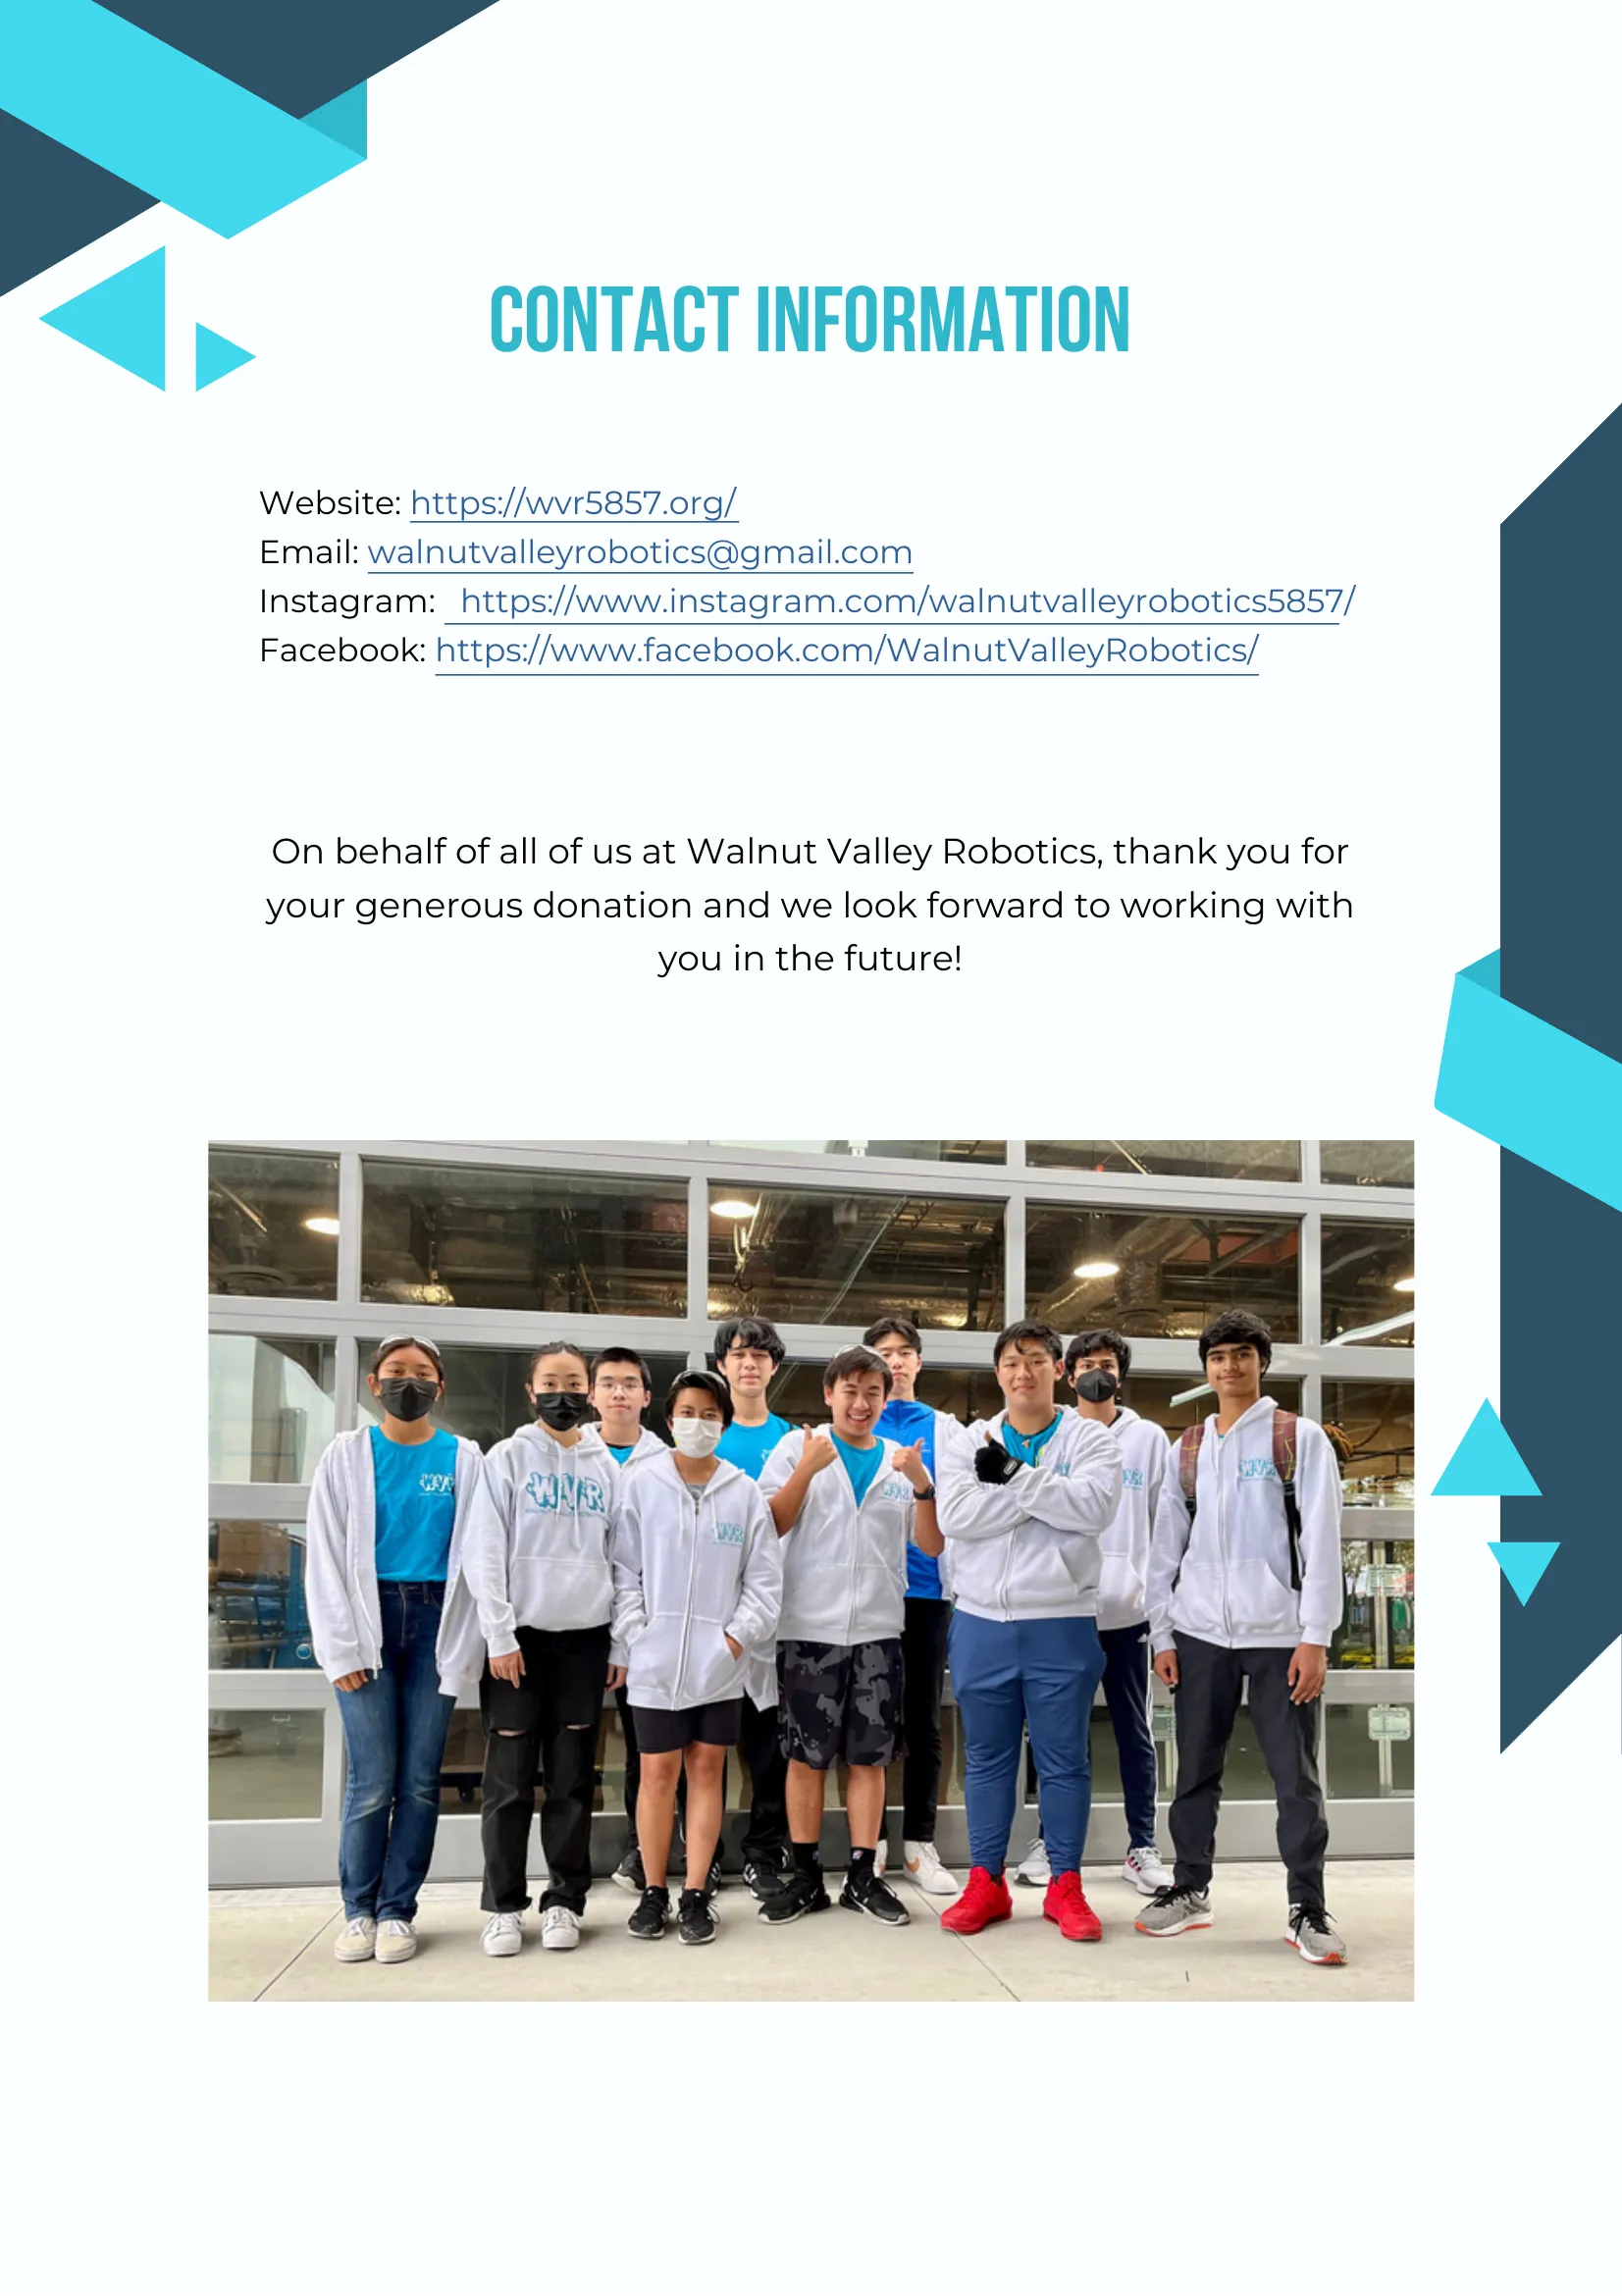 CONTACT INFORMATION
Website: https://wvr5857.org/
Email: walnutvalleyrobotics@gmail.com
Instagram: https://www.instagram.com/walnutvalleyrobotics5857/
Facebook: https://www.facebook.com/WalnutValleyRobotics/
On behalf of all of us at Walnut Valley Robotics, thank you for
your generous donation and we look forward to working with
you in the future!
WVR
WVR
WVR
WVR